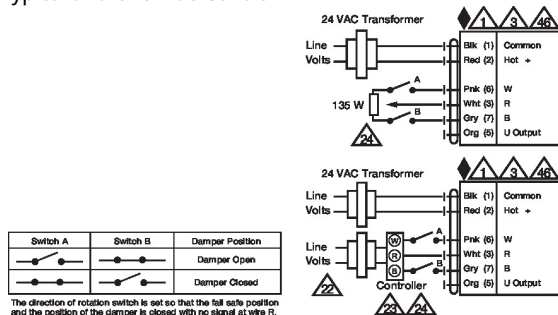 24 VAC Transformer
1 3 46
Line
Volts
Blk (1) Common
Red (2) Hot +
A
Pnk (6) W
135 W
Wht (3) R
B
Gry (7) B
Org (5) U Output
24
24 VAC Transformer
1 3 46
Line
Volts
Blk (1) Common
Red (2) Hot +
A
W
Pnk (6) W
Line
Volts
R
Wht (3) R
B
B
Gry (7) B
Controller
Org (5) U Output
22
23 24
Switch A Switch B Damper Position
Damper Open
Damper Closed
The direction of rotation switch is set so that the fail safe position
and the position of the damper is closed with no signal at wire R.